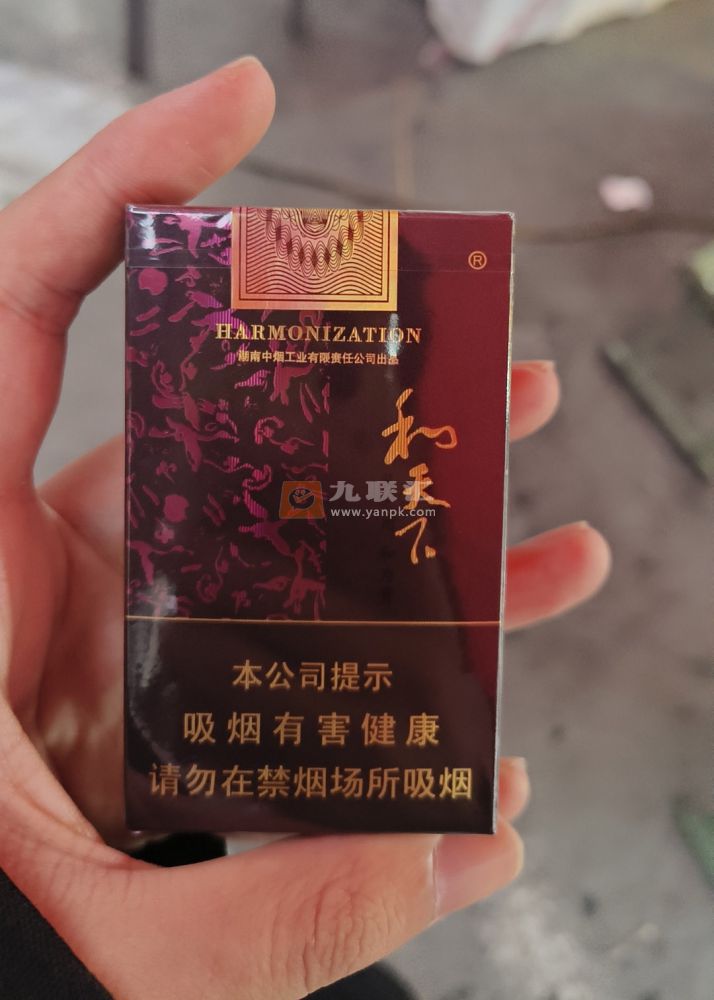 ®
HARMONIZATION
湖南中烟工业有限责任公司出品
和天下
九联
www.yanpk.com
本公司提示
吸烟有害健康
请勿在禁烟场所吸烟